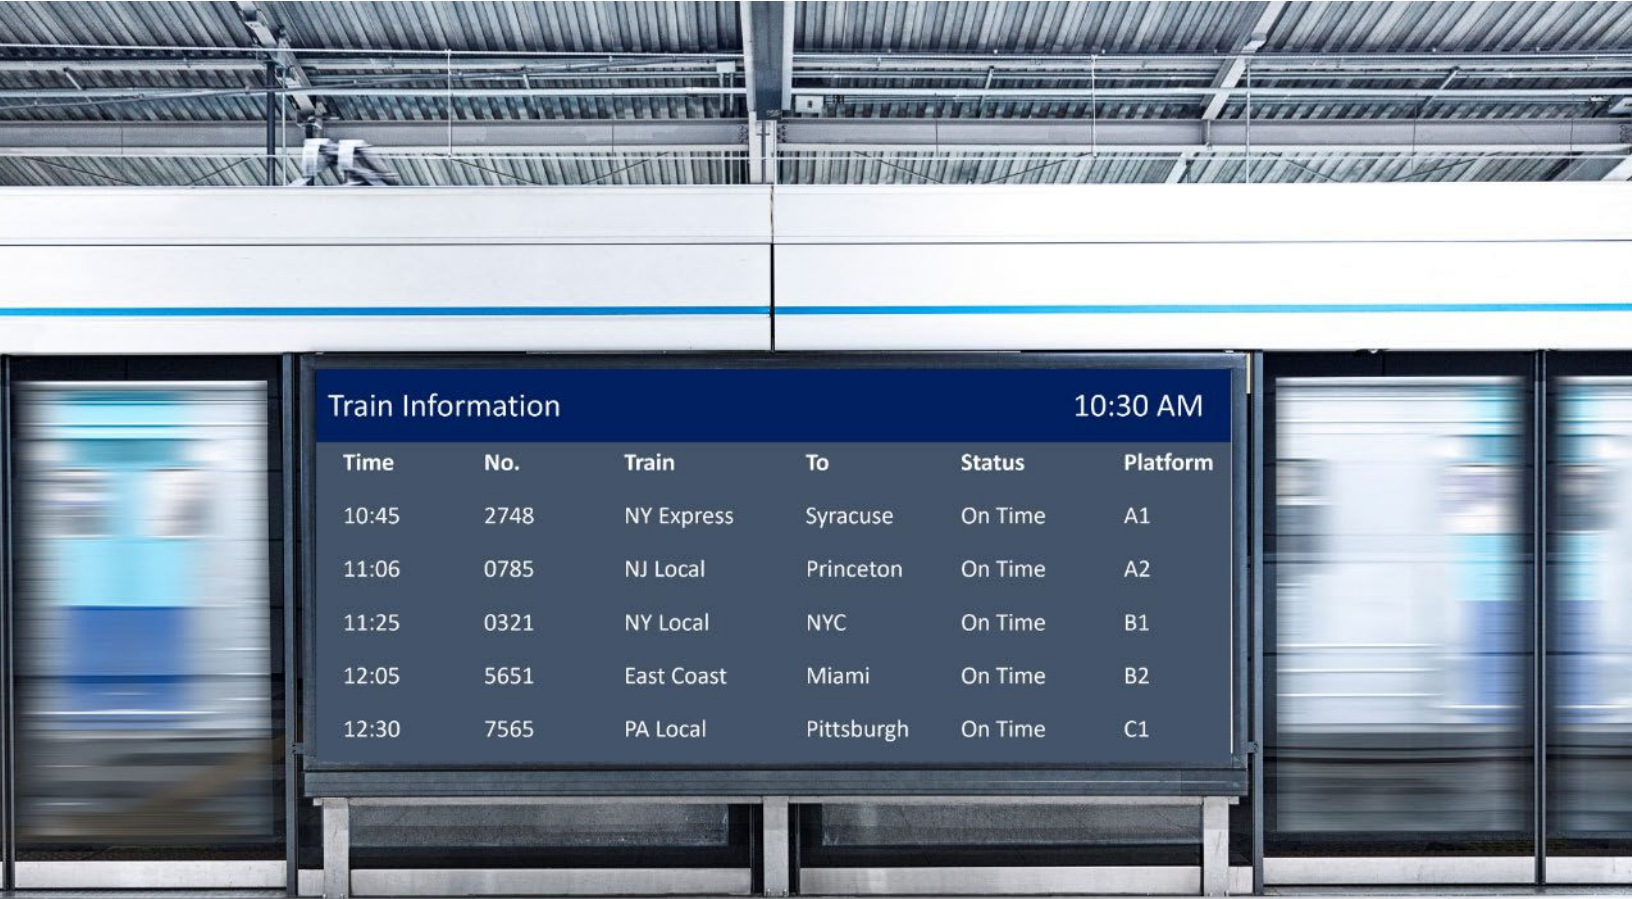 Train Information 10:30 AM
Time No. Train To Status Platform
10:45 2748 NY Express Syracuse On Time A1
11:06 0785 NJ Local Princeton On Time A2
11:25 0321 NY Local NYC On Time B1
12:05 5651 East Coast Miami On Time B2
12:30 7565 PA Local Pittsburgh On Time C1